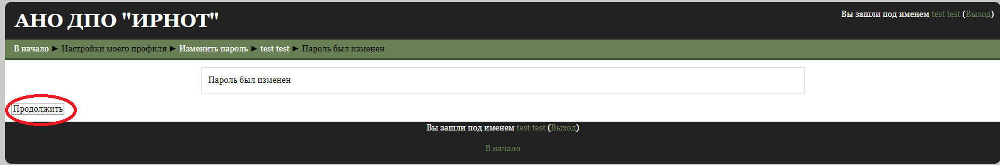 АНО ДПО "ИРНОТ"
Вы зашли под именем test test (Выход)
В начало ► Настройки моего профиля ► Изменить пароль ► test test ► Пароль был изменен
Пароль был изменен
Продолжить
Вы зашли под именем test test (Выход)
В начало